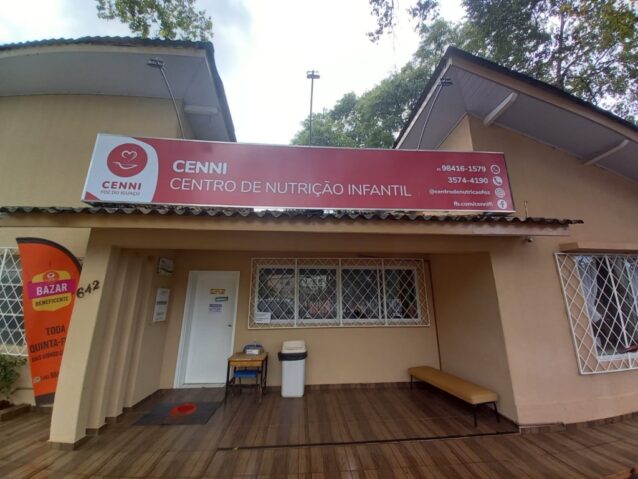 CENNI
CENTRO DE NUTRIÇÃO INFANTIL
98416-1579
3574-4190
@centrodenutricaofoz
fb.com/cennifi
CENNI
FOZ DO IGUAÇU
BAZAR
BENEFICENTE
TODA
QUINTA-F
642